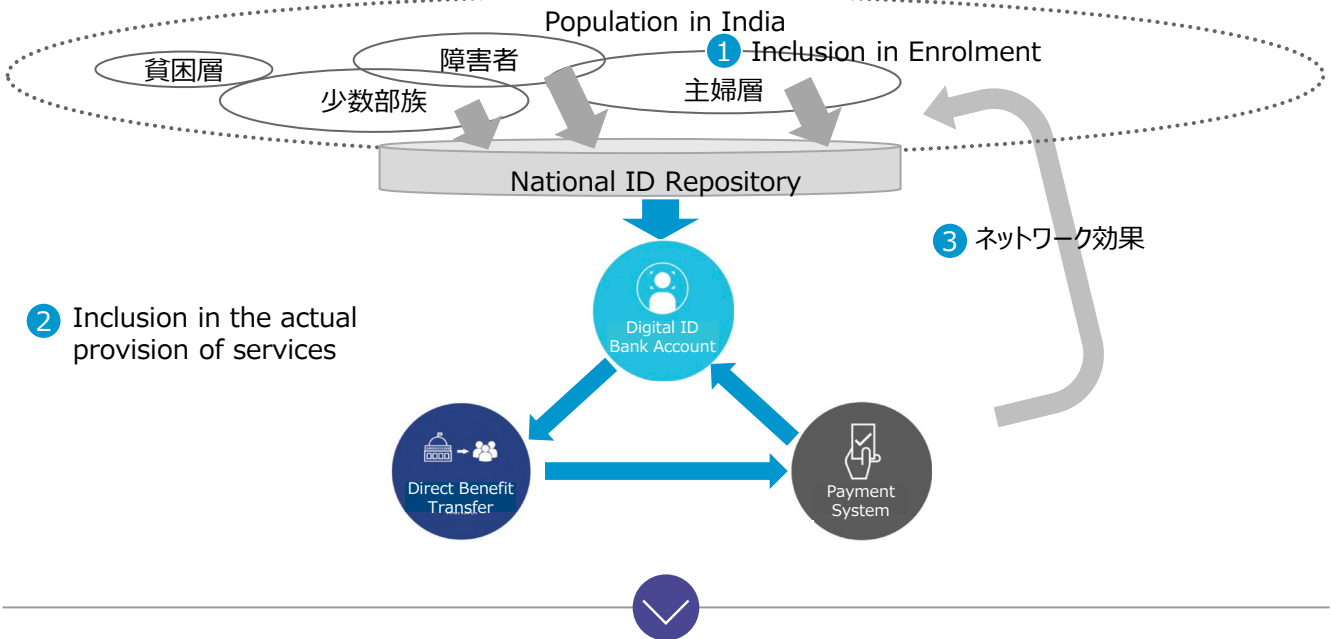 Population in India
1 Inclusion in Enrolment
貧困層
障害者
少数部族
主婦層
National ID Repository
3 ネットワーク効果
2 Inclusion in the actual
provision of services
Digital ID
Bank Account
Direct Benefit
Transfer
Payment
System